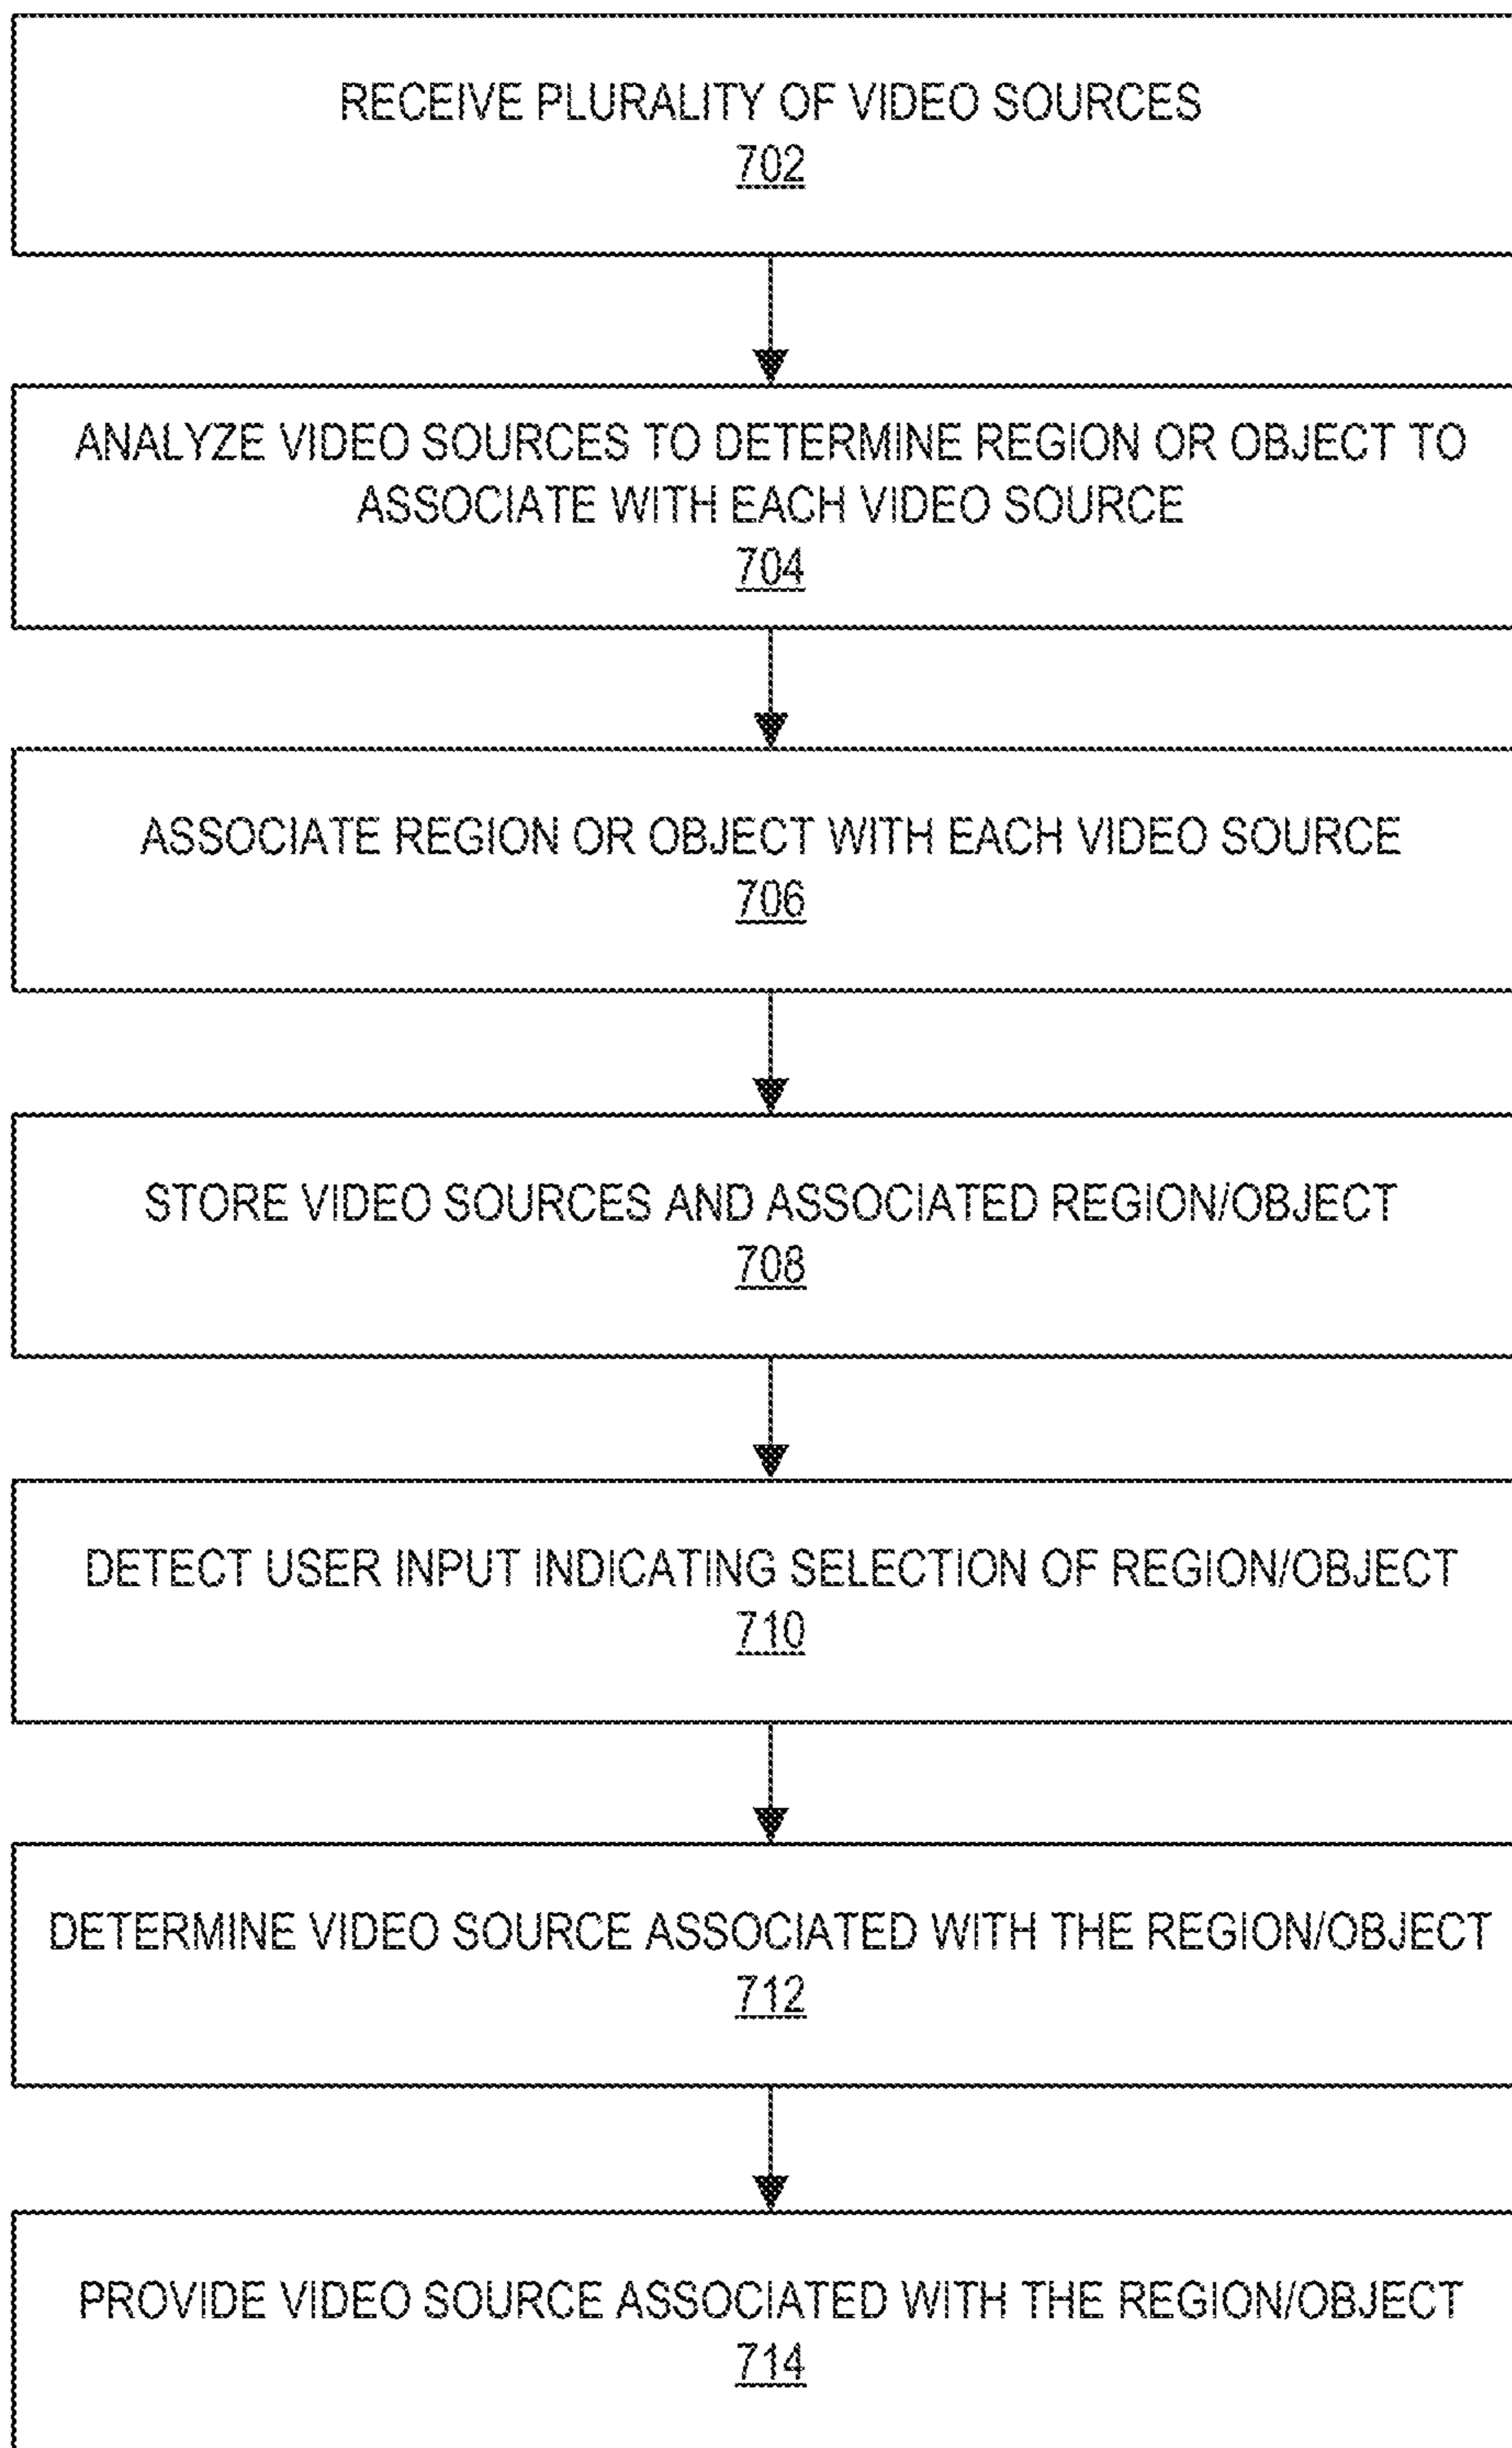 RECEIVE PLURALITY OF VIDEO SOURCES
702
ANALYZE VIDEO SOURCES TO DETERMINE REGION OR OBJECT TO
ASSOCIATE WITH EACH VIDEO SOURCE
704
ASSOCIATE REGION OR OBJECT WITH EACH VIDEO SOURCE
706
STORE VIDEO SOURCES AND ASSOCIATED REGION/OBJECT
708
DETECT USER INPUT INDICATING SELECTION OF REGION/OBJECT
710
DETERMINE VIDEO SOURCE ASSOCIATED WITH THE REGION/OBJECT
712
PROVIDE VIDEO SOURCE ASSOCIATED WITH THE REGION/OBJECT
714